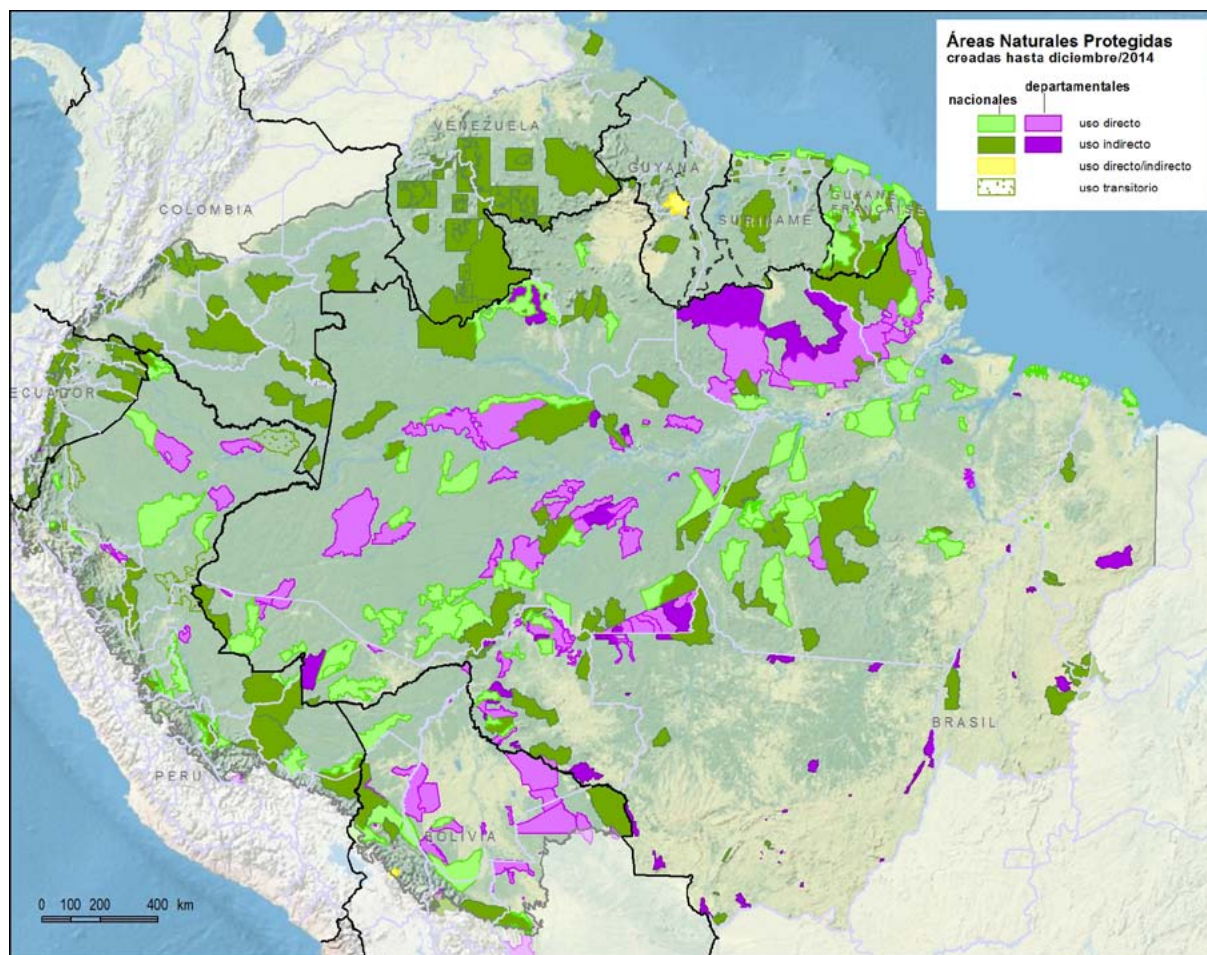 Áreas Naturales Protegidas
creadas hasta diciembre/2014
departamentales
nacionales
uso directo
uso indirecto
uso directo/indirecto
uso transitorio
VENEZUELA
GUYANA
COLOMBIA
SURINAME
GUYANE
FRANÇAISE
ECUADOR
BRASIL
PERU
BOLIVIA
0 100 200 400 km